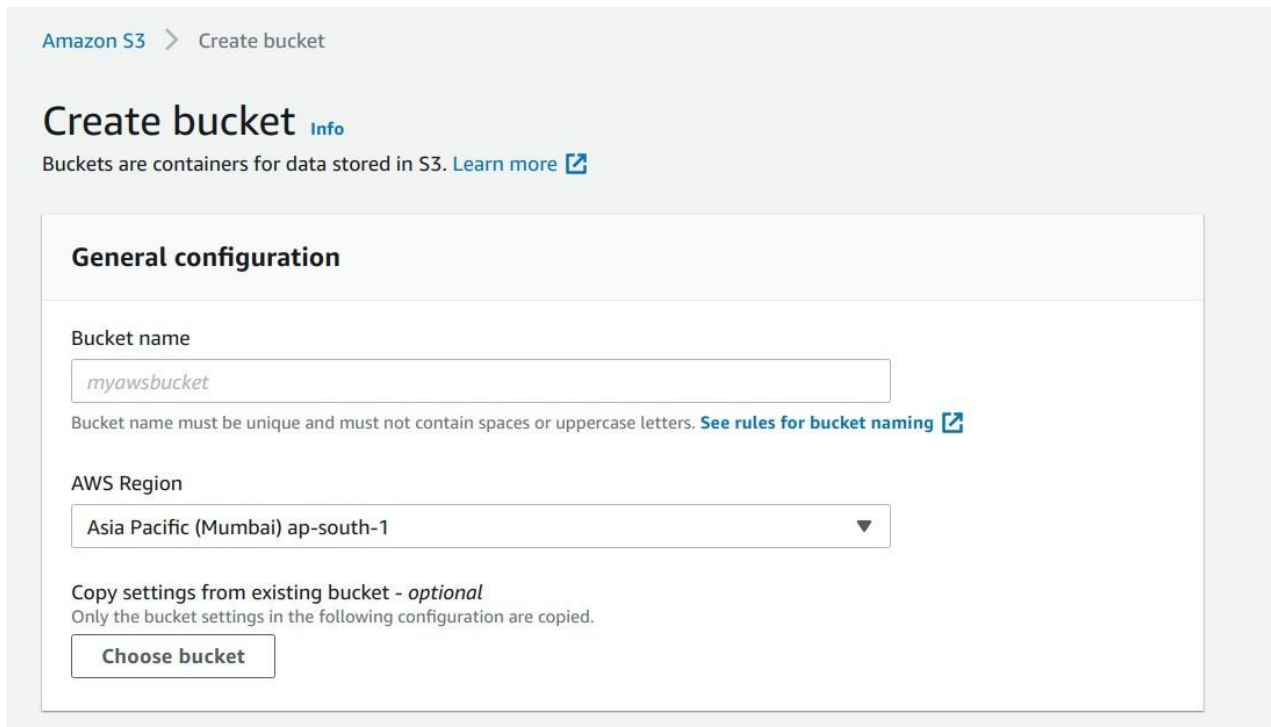 Amazon S3 > Create bucket
Create bucket Info
Buckets are containers for data stored in S3. Learn more
General configuration
Bucket name
myawsbucket
Bucket name must be unique and must not contain spaces or uppercase letters. See rules for bucket naming
AWS Region
Asia Pacific (Mumbai) ap-south-1
Copy settings from existing bucket - optional
Only the bucket settings in the following configuration are copied.
Choose bucket